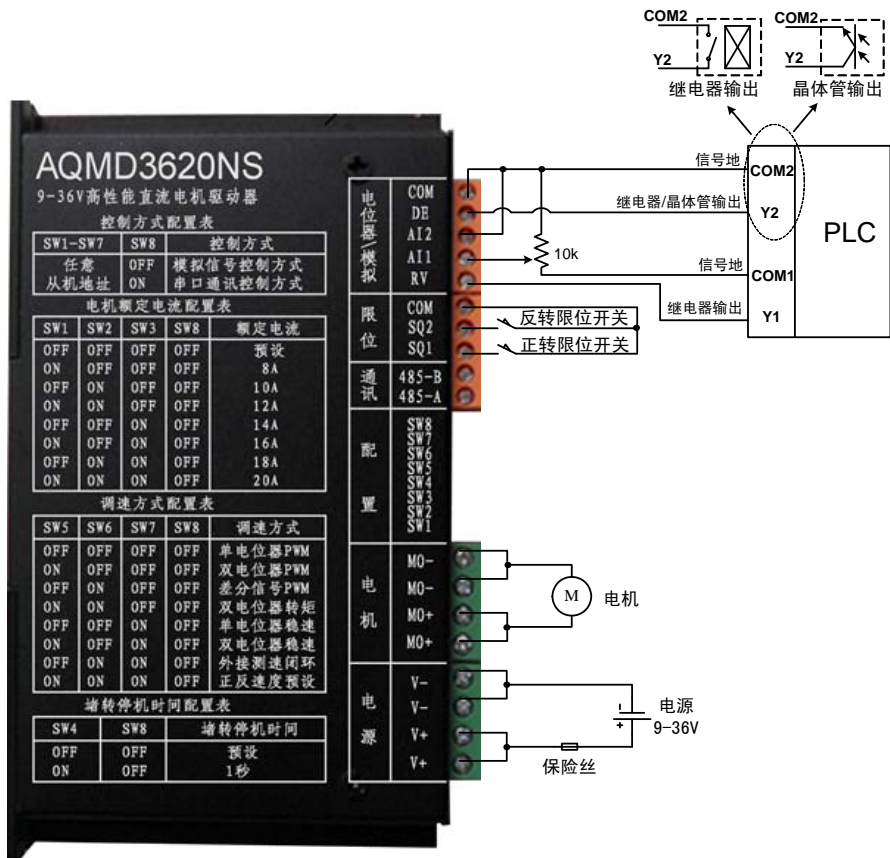 COM2
Y2
继电器输出
COM2
Y2
晶体管输出
AQMD3620NS
9-36V高性能直流电机驱动器
控制方式配置表
SW1-SW7 SW8 控制方式
任意 OFF 模拟信号控制方式
从机地址 ON 串口通讯控制方式
电机额定电流配置表
SW1 SW2 SW3 SW8 额定电流
OFF OFF OFF OFF 预设
ON OFF OFF OFF 8A
OFF ON OFF OFF 10A
ON ON OFF OFF 12A
OFF OFF ON OFF 14A
ON OFF ON OFF 16A
OFF ON ON OFF 18A
ON ON ON OFF 20A
调速方式配置表
SW5 SW6 SW7 SW8 调速方式
OFF OFF OFF OFF 单电位器PWM
ON OFF OFF OFF 双电位器PWM
OFF ON OFF OFF 差分信号PWM
ON ON OFF OFF 双电位器转矩
OFF OFF ON OFF 单电位器稳速
ON OFF ON OFF 双电位器稳速
OFF ON ON OFF 外接测速闭环
ON ON ON OFF 正反速度预设
堵转停机时间配置表
SW4 SW8 堵转停机时间
OFF OFF 预设
ON OFF 1秒
电位器/模拟
COM
DE
AI2
AI1
RV
限位
COM
SQ2
SQ1
通讯
485-B
485-A
配置
SW8
SW7
SW6
SW5
SW4
SW3
SW2
SW1
电机
MO-
MO-
MO+
MO+
电源
V-
V-
V+
V+
信号地
继电器/晶体管输出
10k
信号地
继电器输出
COM2
Y2
COM1
Y1
PLC
反转限位开关
正转限位开关
M
电机
电源
9-36V
保险丝